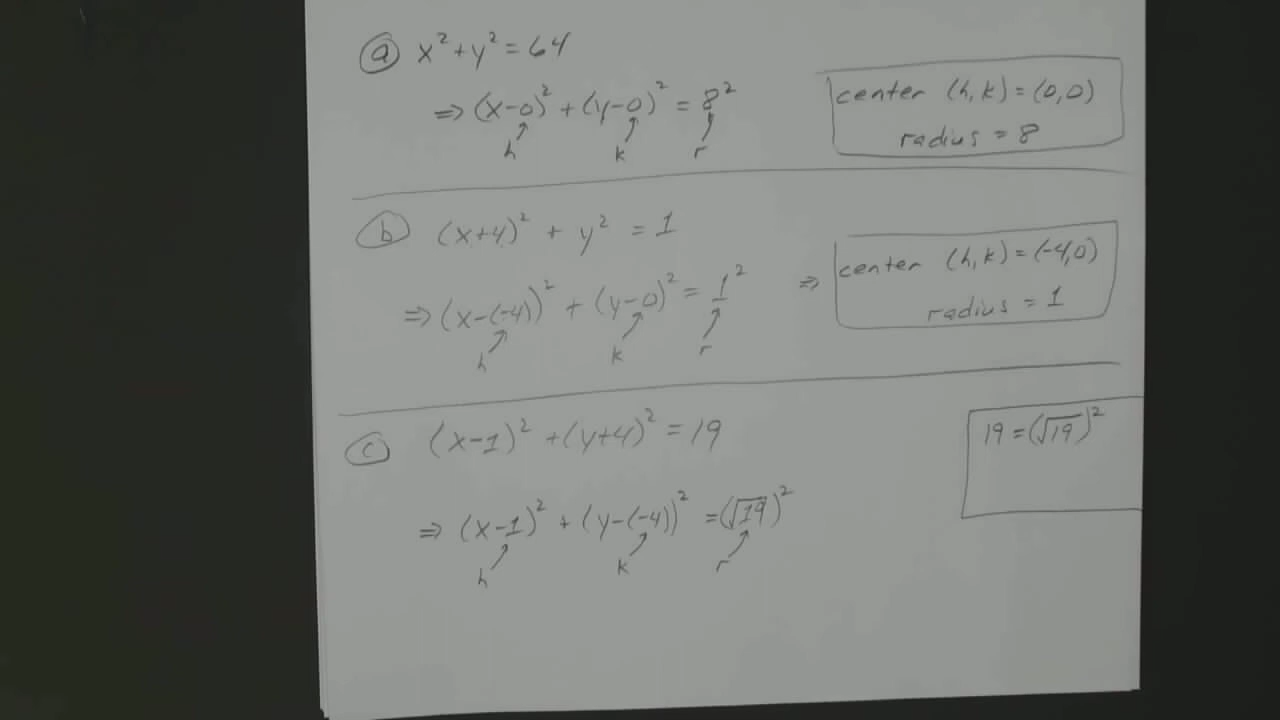 ⓐ x² + y² = 64
⇒ (x-0)² + (y-0)² = 8²
h k r
center (h, k) = (0, 0)
radius = 8
ⓑ (x+4)² + y² = 1
⇒ (x-(-4))² + (y-0)² = 1²
h k r
⇒ center (h, k) = (-4, 0)
radius = 1
ⓒ (x-1)² + (y+4)² = 19
19 = (√19)²
⇒ (x-1)² + (y-(-4))² = (√19)²
h k r